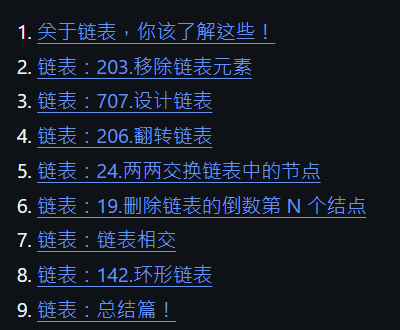 1. 关于链表，你该了解这些！
2. 链表：203.移除链表元素
3. 链表：707.设计链表
4. 链表：206.翻转链表
5. 链表：24.两两交换链表中的节点
6. 链表：19.删除链表的倒数第 N 个结点
7. 链表：链表相交
8. 链表：142.环形链表
9. 链表：总结篇！